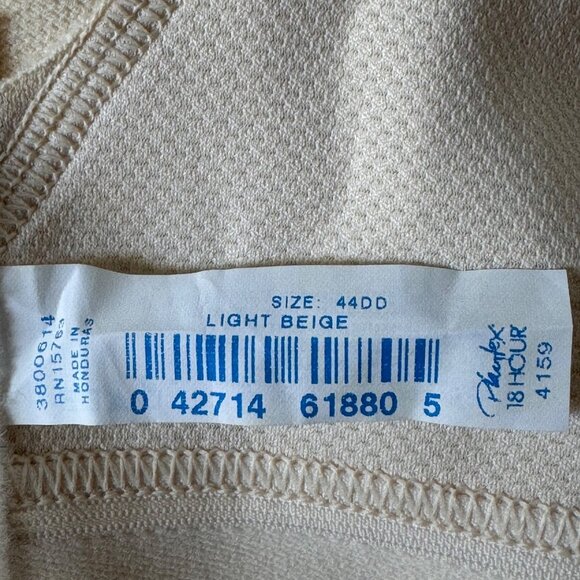 SIZE: 44DD
LIGHT BEIGE
0 42714 61880 5
3800614
RN15763
MADE IN
HONDURAS
Playtex
18 HOUR
4159